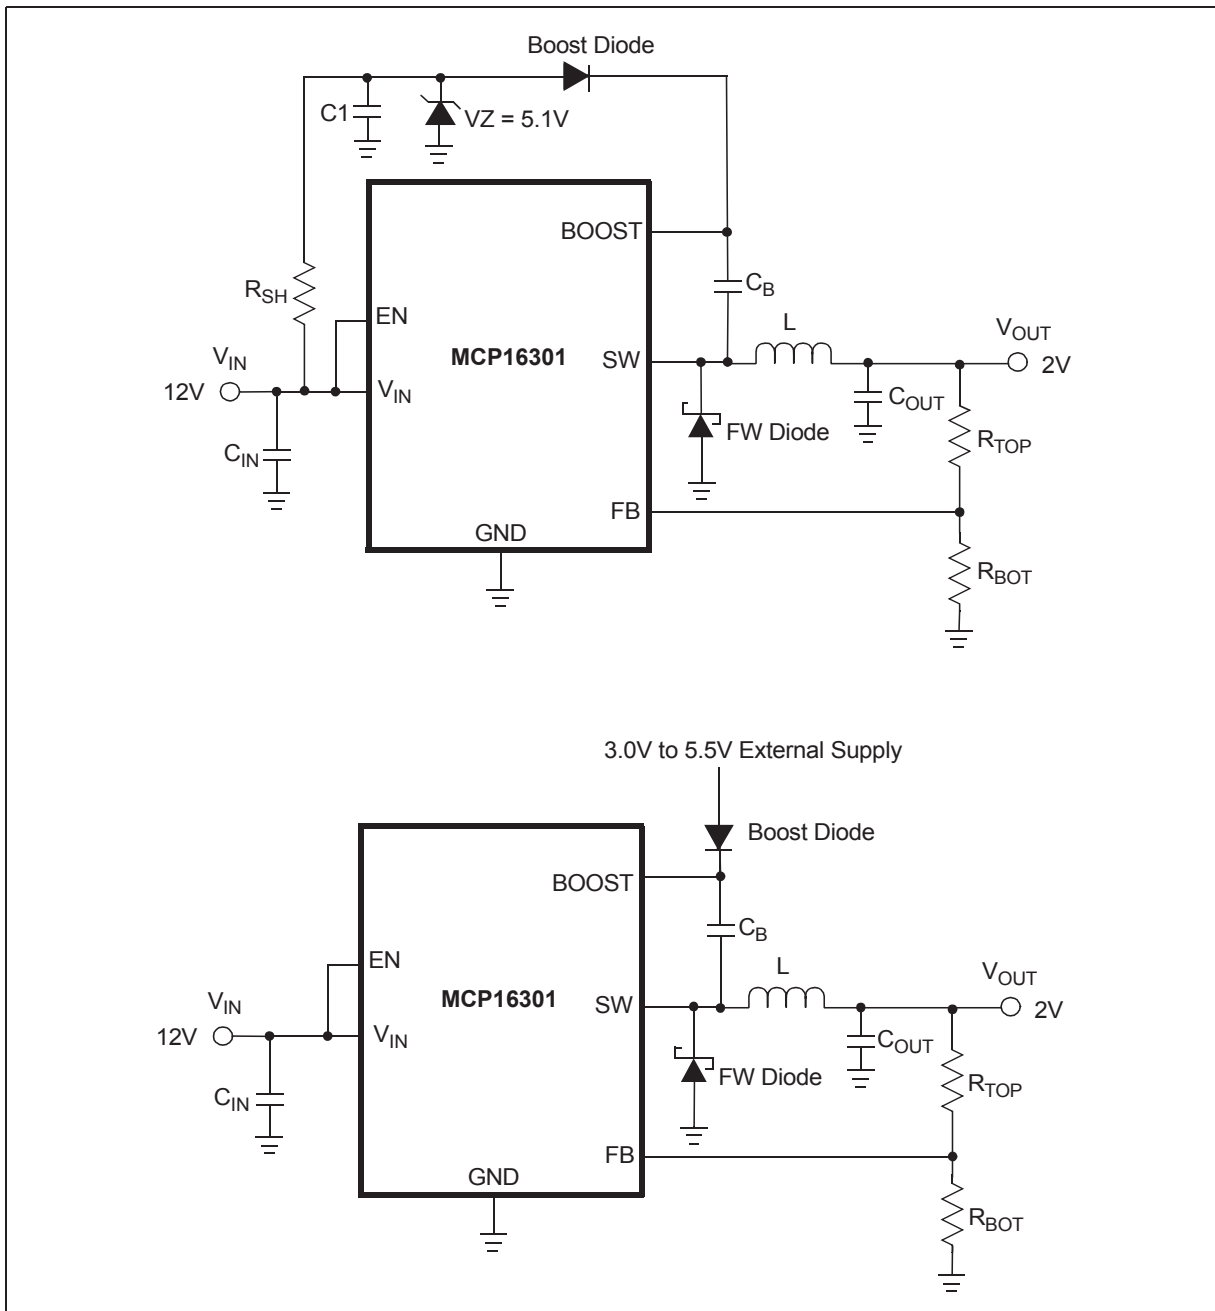 Boost Diode
C1
VZ = 5.1V
BOOST
C_B
R_SH
EN
L
V_OUT
V_IN
MCP16301
SW
2V
12V
V_IN
C_OUT
FW Diode
R_TOP
C_IN
FB
GND
R_BOT
3.0V to 5.5V External Supply
Boost Diode
BOOST
C_B
EN
L
V_OUT
V_IN
MCP16301
SW
2V
12V
V_IN
C_OUT
FW Diode
R_TOP
C_IN
FB
GND
R_BOT